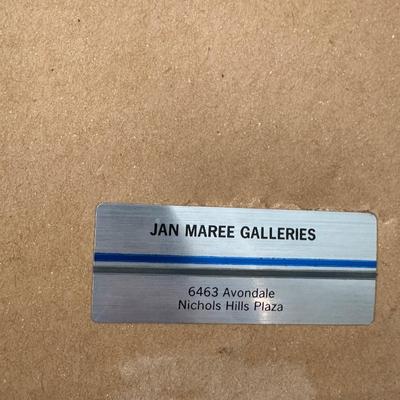 JAN MAREE GALLERIES
6463 Avondale
Nichols Hills Plaza